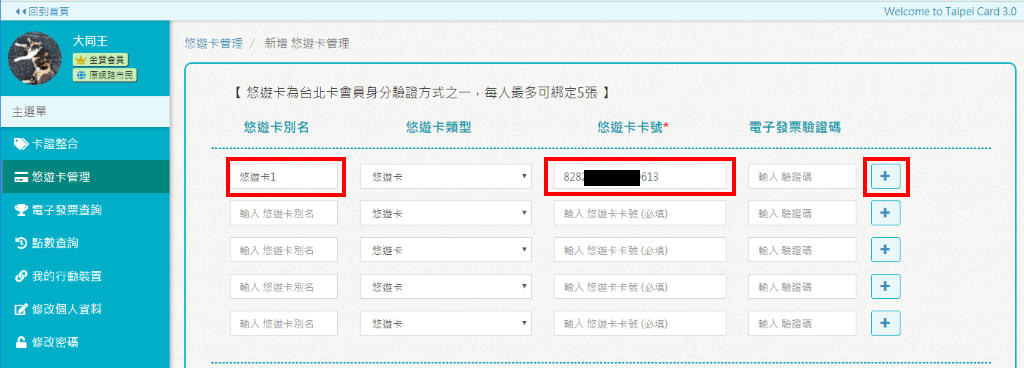 回到首頁
Welcome to Taipei Card 3.0
大同王
金質會員
原網路市民
主選單
卡證整合
悠遊卡管理
電子發票查詢
點數查詢
我的行動裝置
修改個人資料
修改密碼
悠遊卡管理 / 新增 悠遊卡管理
【 悠遊卡為台北卡會員身分驗證方式之一，每人最多可綁定5張 】
悠遊卡別名 悠遊卡類型 悠遊卡卡號* 電子發票驗證碼
悠遊卡1 悠遊卡 8282 613 輸入 驗證碼 +
輸入 悠遊卡別名 悠遊卡 輸入 悠遊卡卡號 (必填) 輸入 驗證碼 +
輸入 悠遊卡別名 悠遊卡 輸入 悠遊卡卡號 (必填) 輸入 驗證碼 +
輸入 悠遊卡別名 悠遊卡 輸入 悠遊卡卡號 (必填) 輸入 驗證碼 +
輸入 悠遊卡別名 悠遊卡 輸入 悠遊卡卡號 (必填) 輸入 驗證碼 +